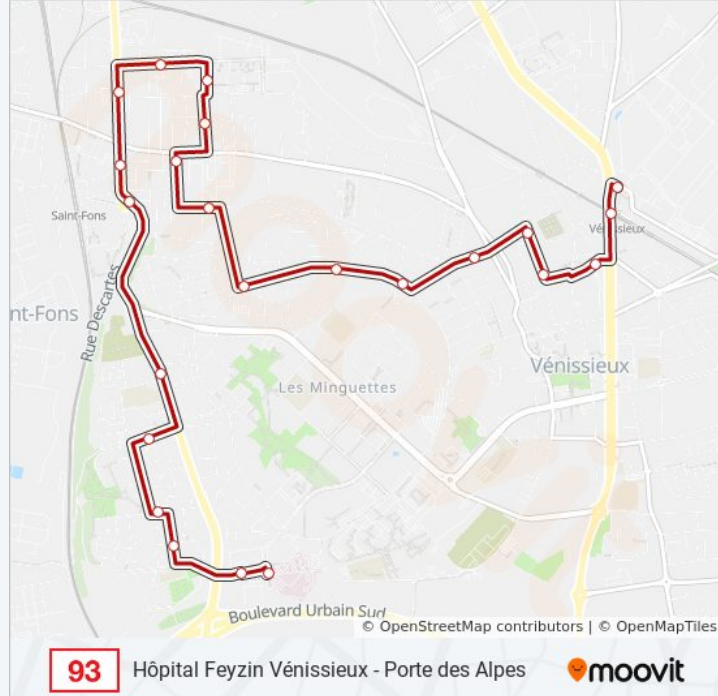 Saint-Fons
Vénissieux
nt-Fons
Rue Descartes
Vénissieux
Les Minguettes
Boulevard Urbain Sud
© OpenStreetMap contributors | © OpenMapTiles
93 Hôpital Feyzin Vénissieux - Porte des Alpes moovit